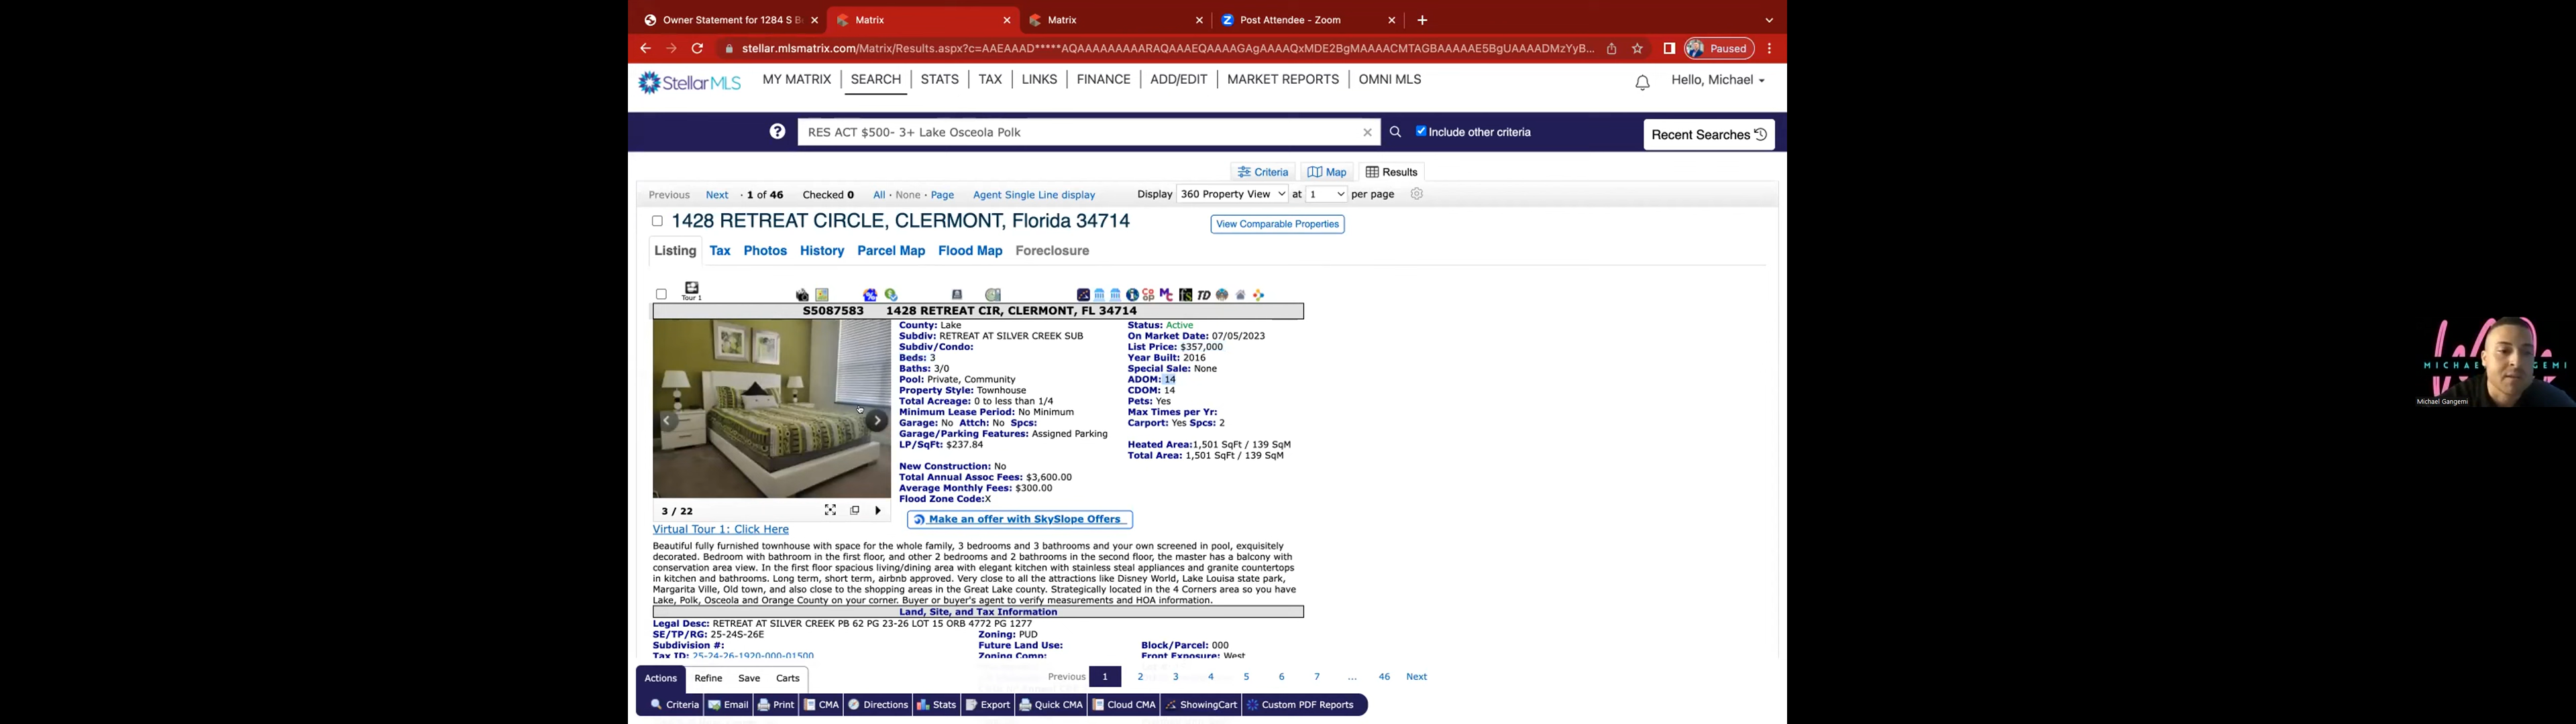 Owner Statement for 1284 S B
Matrix
Matrix
Post Attendee - Zoom
stellar.mlsmatrix.com/Matrix/Results.aspx?c=AAEAAAD*****AQAAAAAAAAARAQAAAEQAAAAGAgAAAAQxMDE2BgMAAAACMTAGBAAAAAE5BgUAAAADMzYyB...
Paused
StellarMLS
MY MATRIX
SEARCH
STATS
TAX
LINKS
FINANCE
ADD/EDIT
MARKET REPORTS
OMNI MLS
Hello, Michael
RES ACT $500- 3+ Lake Osceola Polk
Include other criteria
Recent Searches
Criteria
Map
Results
Previous Next · 1 of 46 Checked 0 All · None · Page Agent Single Line display Display 360 Property View at 1 per page
1428 RETREAT CIRCLE, CLERMONT, Florida 34714
View Comparable Properties
Listing Tax Photos History Parcel Map Flood Map Foreclosure
Tour 1
S5087583 1428 RETREAT CIR, CLERMONT, FL 34714
County: Lake
Subdiv: RETREAT AT SILVER CREEK SUB
Subdiv/Condo:
Beds: 3
Baths: 3/0
Pool: Private, Community
Property Style: Townhouse
Total Acreage: 0 to less than 1/4
Minimum Lease Period: No Minimum
Garage: No Attch: No Spcs:
Garage/Parking Features: Assigned Parking
LP/SqFt: $237.84
New Construction: No
Total Annual Assoc Fees: $3,600.00
Average Monthly Fees: $300.00
Flood Zone Code:X
Status: Active
On Market Date: 07/05/2023
List Price: $357,000
Year Built: 2016
Special Sale: None
ADOM: 14
CDOM: 14
Pets: Yes
Max Times per Yr:
Carport: Yes Spcs: 2
Heated Area:1,501 SqFt / 139 SqM
Total Area: 1,501 SqFt / 139 SqM
3 / 22
Make an offer with SkySlope Offers
Virtual Tour 1: Click Here
Beautiful fully furnished townhouse with space for the whole family, 3 bedrooms and 3 bathrooms and your own screened in pool, exquisitely
decorated. Bedroom with bathroom in the first floor, and other 2 bedrooms and 2 bathrooms in the second floor, the master has a balcony with
conservation area view. In the first floor spacious living/dining area with elegant kitchen with stainless steal appliances and granite countertops
in kitchen and bathrooms. Long term, short term, airbnb approved. Very close to all the attractions like Disney World, Lake Louisa state park,
Margarita Ville, Old town, and also close to the shopping areas in the Great Lake county. Strategically located in the 4 Corners area so you have
Lake, Polk, Osceola and Orange County on your corner. Buyer or buyer's agent to verify measurements and HOA information.
Land, Site, and Tax Information
Legal Desc: RETREAT AT SILVER CREEK PB 62 PG 23-26 LOT 15 ORB 4772 PG 1277
SE/TP/RG: 25-24S-26E
Subdivision #:
Tax ID: 25-24-26-1920-000-01500
Zoning: PUD
Future Land Use:
Zoning Comp:
Block/Parcel: 000
Front Exposure: West
Actions Refine Save Carts
Previous 1 2 3 4 5 6 7 ... 46 Next
Criteria Email Print CMA Directions Stats Export Quick CMA Cloud CMA ShowingCart Custom PDF Reports
Michael Gangemi